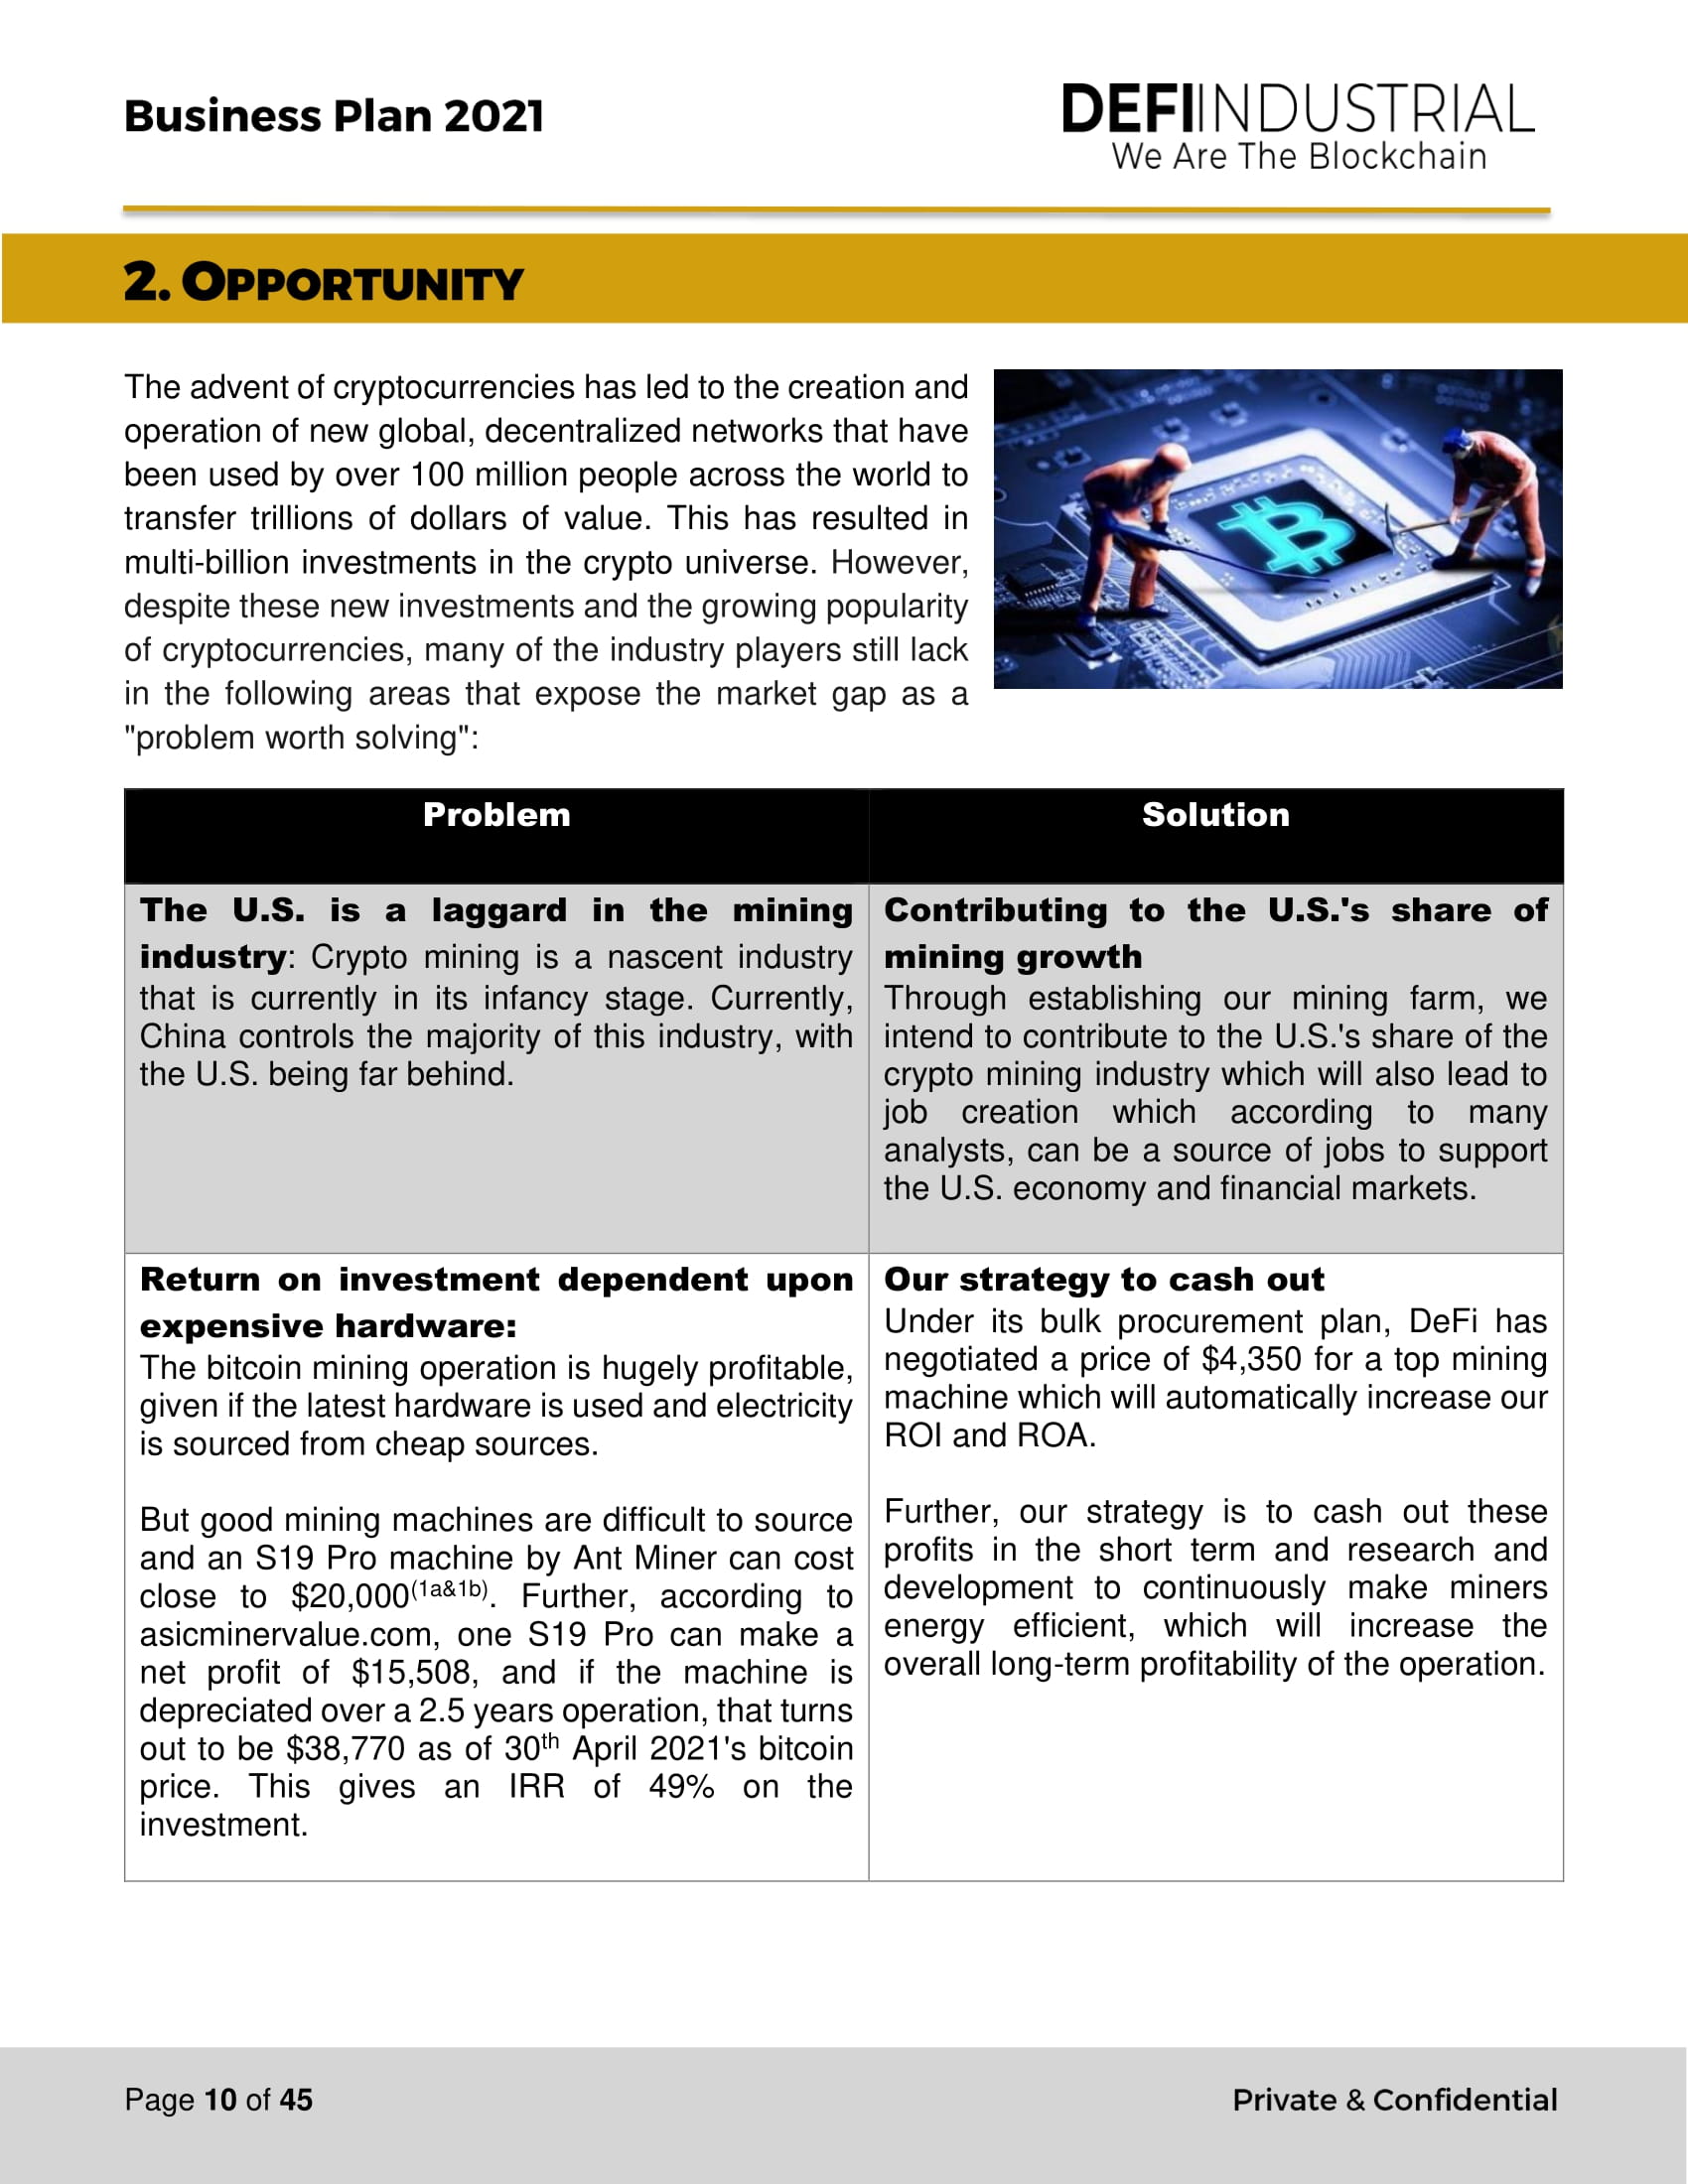 Business Plan 2021
DEFIINDUSTRIAL
We Are The Blockchain
2. OPPORTUNITY
The advent of cryptocurrencies has led to the creation and
operation of new global, decentralized networks that have
been used by over 100 million people across the world to
transfer trillions of dollars of value. This has resulted in
multi-billion investments in the crypto universe. However,
despite these new investments and the growing popularity
of cryptocurrencies, many of the industry players still lack
in the following areas that expose the market gap as a
"problem worth solving":
Problem
Solution
The U.S. is a laggard in the mining
industry: Crypto mining is a nascent industry
that is currently in its infancy stage. Currently,
China controls the majority of this industry, with
the U.S. being far behind.
Contributing to the U.S.'s share of
mining growth
Through establishing our mining farm, we
intend to contribute to the U.S.'s share of the
crypto mining industry which will also lead to
job creation which according to many
analysts, can be a source of jobs to support
the U.S. economy and financial markets.
Return on investment dependent upon
expensive hardware:
The bitcoin mining operation is hugely profitable,
given if the latest hardware is used and electricity
is sourced from cheap sources.
But good mining machines are difficult to source
and an S19 Pro machine by Ant Miner can cost
close to $20,000(1a&1b). Further, according to
asicminervalue.com, one S19 Pro can make a
net profit of $15,508, and if the machine is
depreciated over a 2.5 years operation, that turns
out to be $38,770 as of 30th April 2021's bitcoin
price. This gives an IRR of 49% on the
investment.
Our strategy to cash out
Under its bulk procurement plan, DeFi has
negotiated a price of $4,350 for a top mining
machine which will automatically increase our
ROI and ROA.
Further, our strategy is to cash out these
profits in the short term and research and
development to continuously make miners
energy efficient, which will increase the
overall long-term profitability of the operation.
Page 10 of 45
Private & Confidential